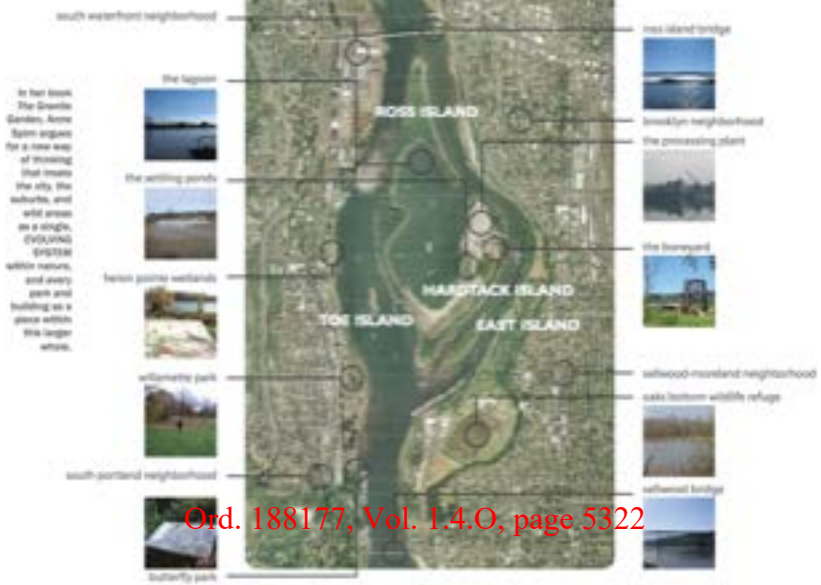 south waterfront neighborhood
ross island bridge
the lagoon
In her book
The Granite
Garden, Anne
Spirn argues
for a new way
of thinking
that treats
the city, the
suburbs, and
wild areas
as a single,
EVOLVING
SYSTEM
within nature,
and every
park and
building as a
piece within
this larger
whole.
ROSS ISLAND
brooklyn neighborhood
the processing plant
the settling ponds
the boneyard
heron pointe wetlands
HARDTACK ISLAND
TOE ISLAND
EAST ISLAND
willamette park
sellwood-moreland neighborhood
oaks bottom wildlife refuge
south portland neighborhood
sellwood bridge
Ord. 188177, Vol. 1.4.O, page 5322
butterfly park